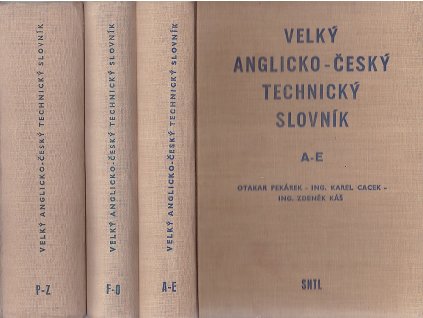 VELKÝ ANGLICKO-ČESKÝ TECHNICKÝ SLOVNÍK
P-Z
VELKÝ ANGLICKO-ČESKÝ TECHNICKÝ SLOVNÍK
F-O
VELKÝ ANGLICKO-ČESKÝ TECHNICKÝ SLOVNÍK
A-E
VELKÝ
ANGLICKO-ČESKÝ
TECHNICKÝ
SLOVNÍK
A-E
OTAKAR PEKÁREK - ING. KAREL CACEK -
ING. ZDENĚK KÁŠ
SNTL